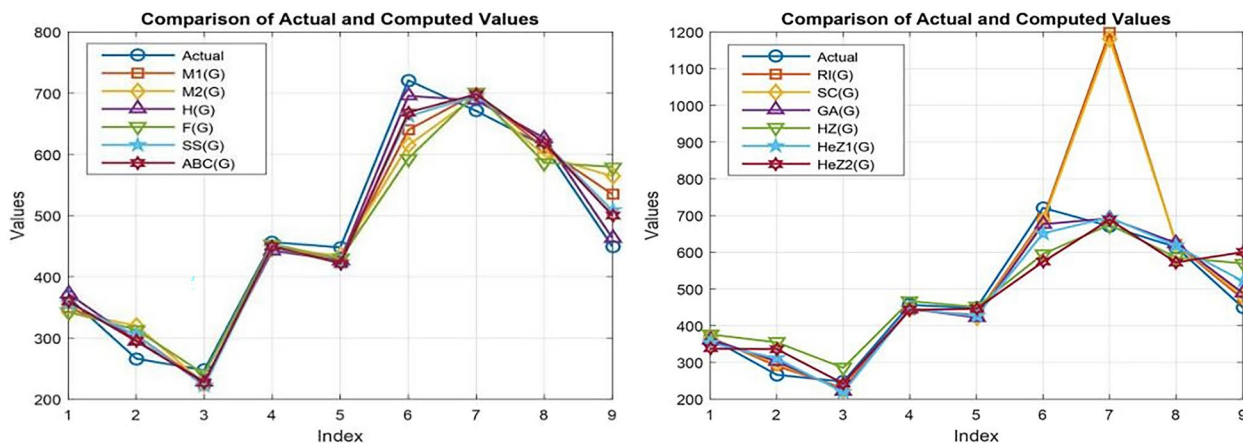 Comparison of Actual and Computed Values
800
700
600
500
400
300
200
Values
1 2 3 4 5 6 7 8 9
Index
Actual
M1(G)
M2(G)
H(G)
F(G)
SS(G)
ABC(G)
Comparison of Actual and Computed Values
1200
1100
1000
900
800
700
600
500
400
300
200
Values
1 2 3 4 5 6 7 8 9
Index
Actual
RI(G)
SC(G)
GA(G)
HZ(G)
HeZ1(G)
HeZ2(G)